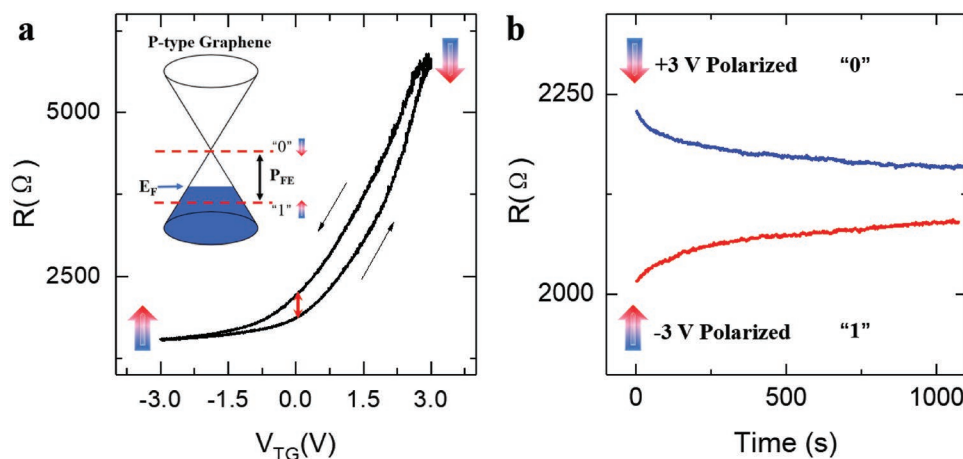 a
P-type Graphene
"0"
P_FE
E_F
"1"
R(Ω)
5000
2500
-3.0
-1.5
0.0
1.5
3.0
V_TG(V)
b
+3 V Polarized "0"
R(Ω)
2250
2000
-3 V Polarized "1"
0
500
1000
Time (s)